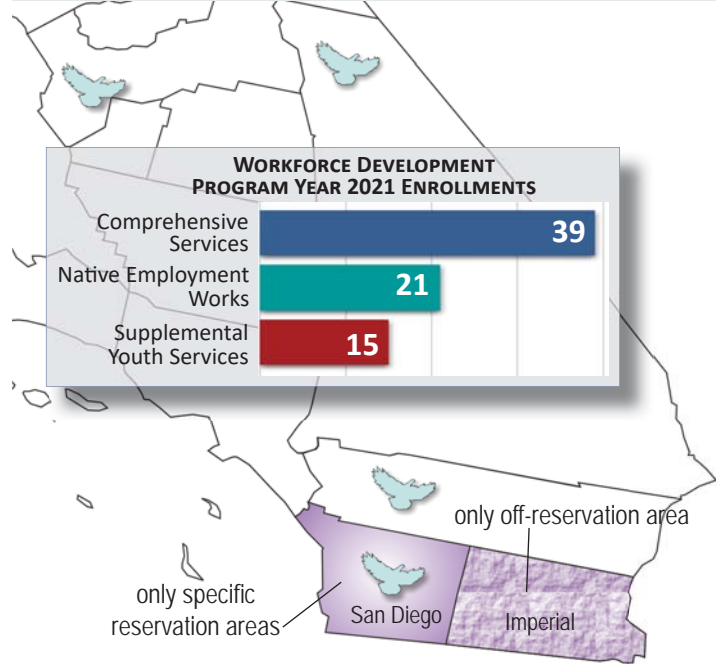 WORKFORCE DEVELOPMENT
PROGRAM YEAR 2021 ENROLLMENTS
Comprehensive
Services
39
Native Employment
Works
21
Supplemental
Youth Services
15
only off-reservation area
only specific
reservation areas
San Diego
Imperial